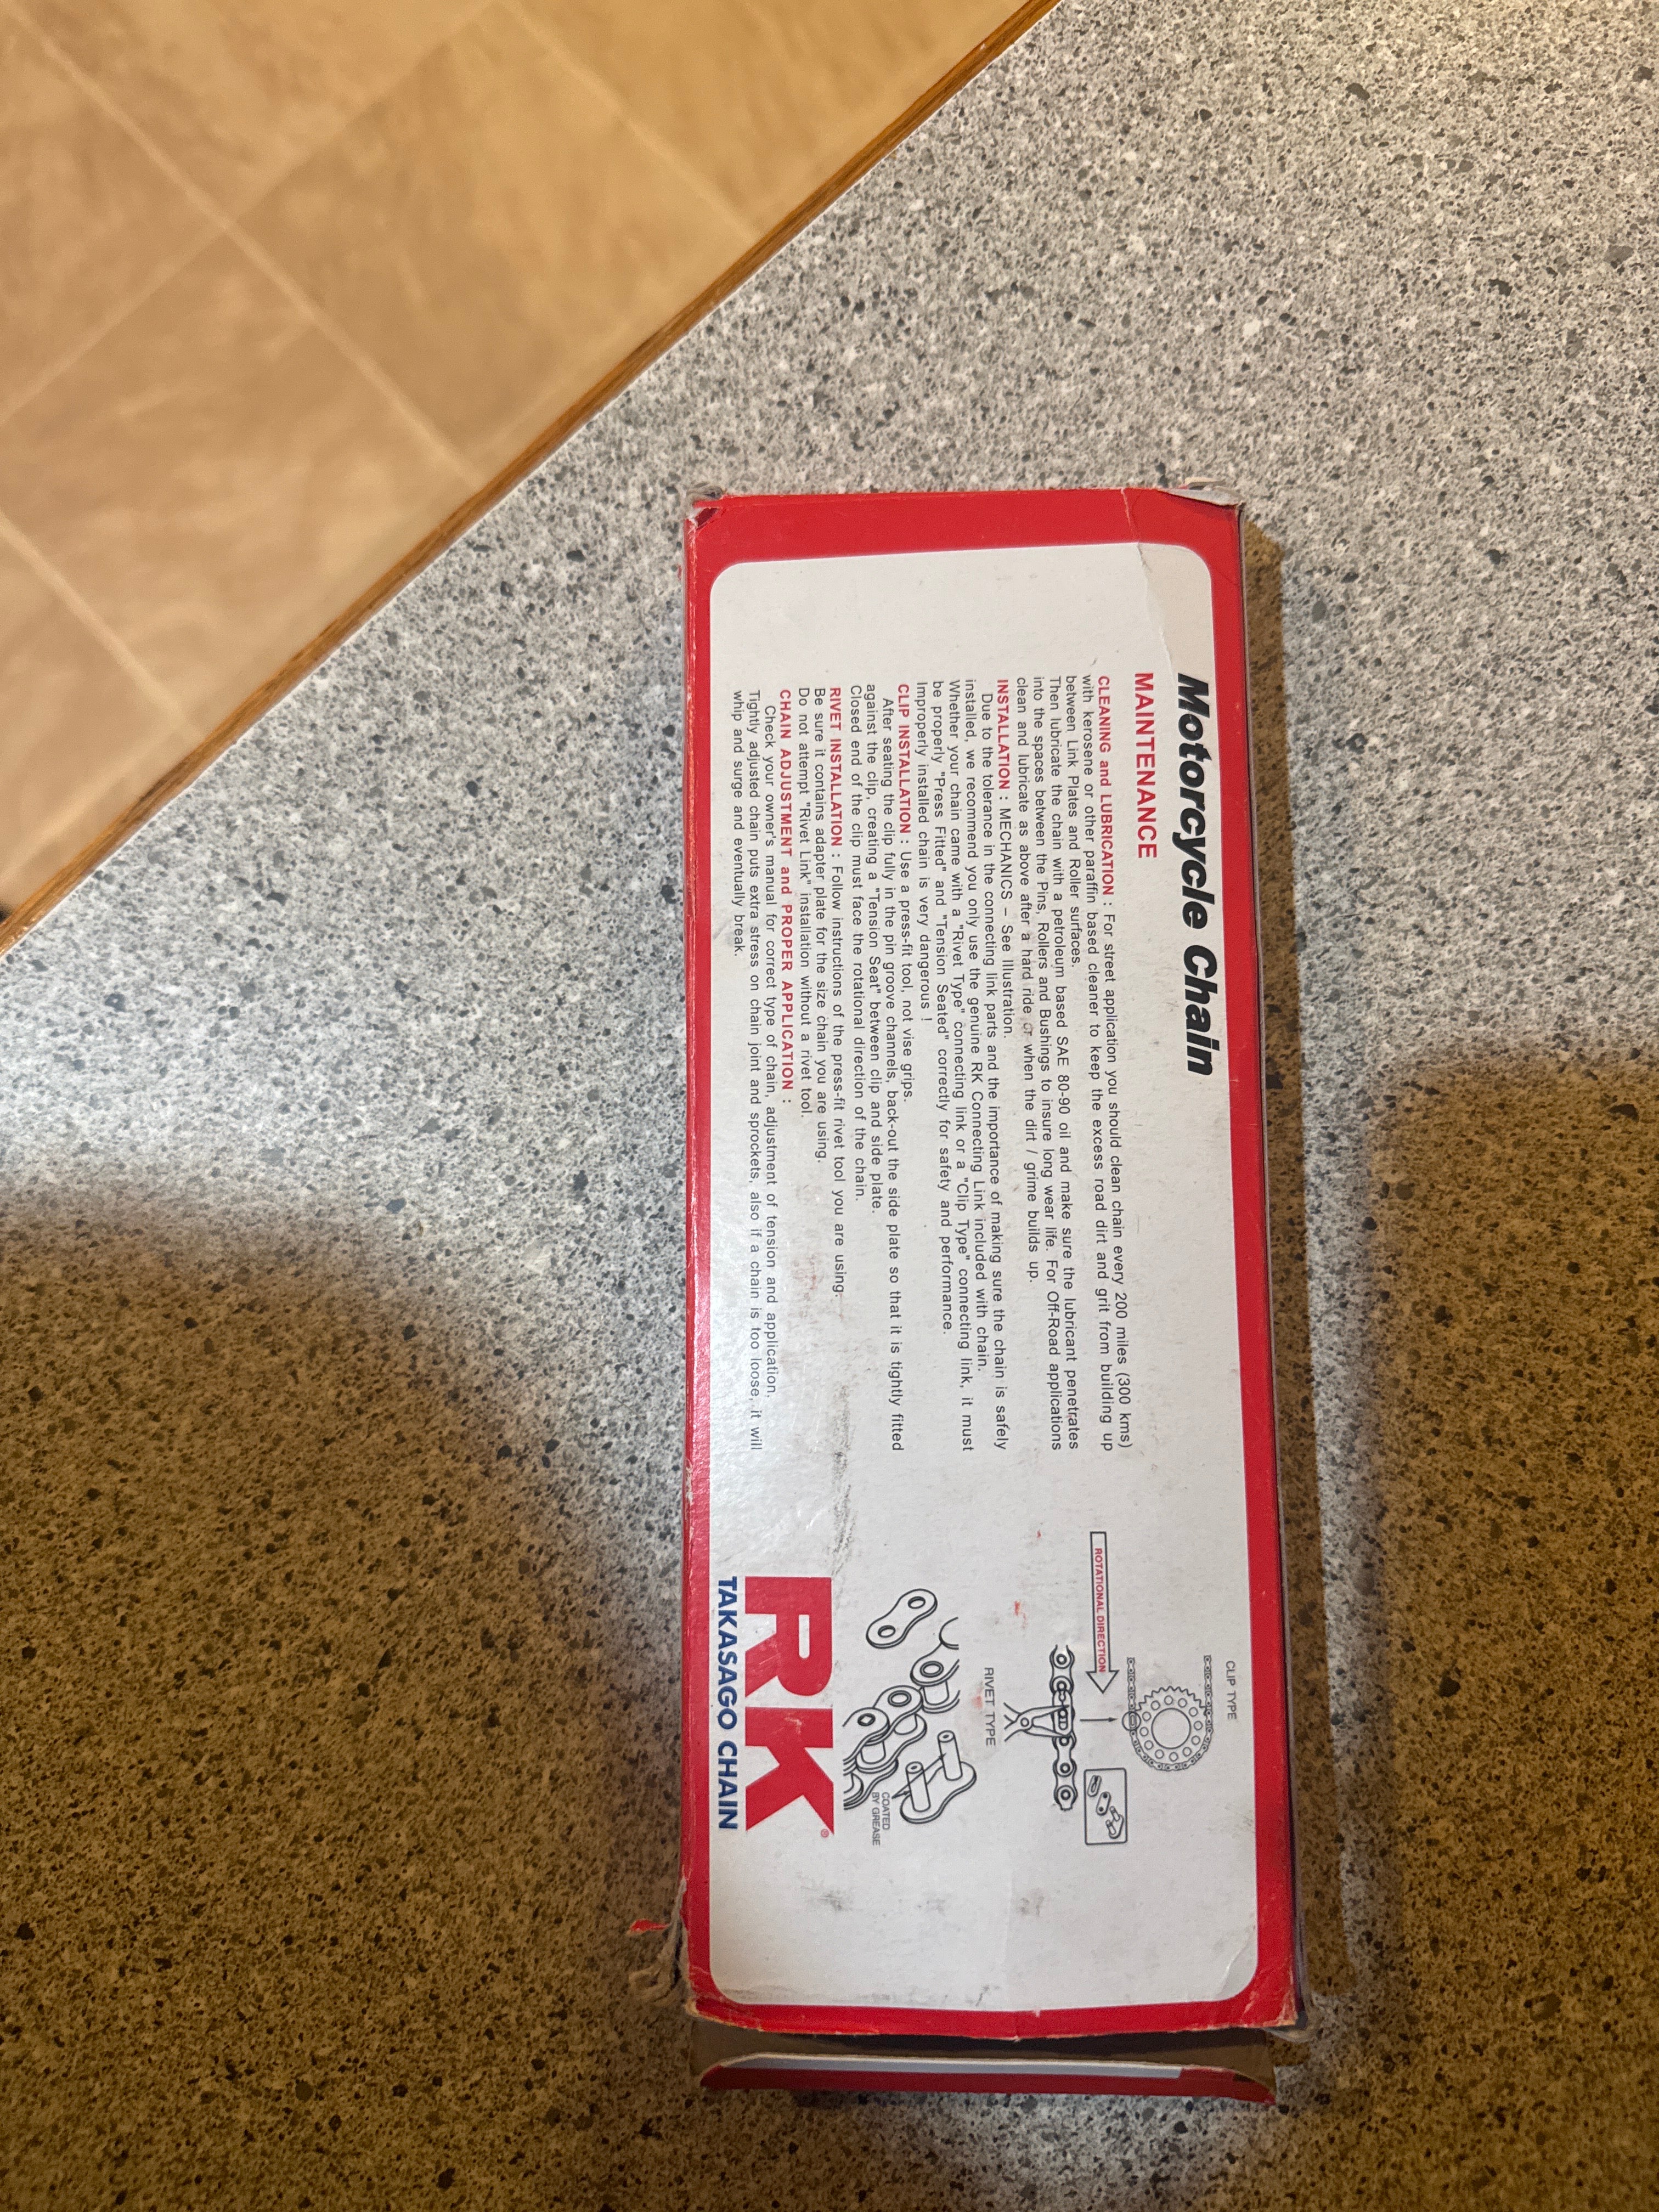 Motorcycle Chain
MAINTENANCE
CLEANING and LUBRICATION : For street application you should clean chain every 200 miles (300 kms)
with kerosene or other paraffin based cleaner to keep the excess road dirt and grit from building up
between Link Plates and Roller surfaces.
Then lubricate the chain with a petroleum based SAE 80-90 oil and make sure the lubricant penetrates
into the spaces between the Pins, Rollers and Bushings to insure long wear life. For Off-Road applications
clean and lubricate as above after a hard ride or when the dirt / grime builds up.
INSTALLATION : MECHANICS – See Illustration.
Due to the tolerance in the connecting link parts and the importance of making sure the chain is safely
installed, we recommend you only use the genuine RK Connecting Link included with chain.
Whether your chain came with a "Rivet Type" connecting link or a "Clip Type" connecting link, it must
be properly "Press Fitted" and "Tension Seated" correctly for safety and performance.
Improperly installed chain is very dangerous !
CLIP INSTALLATION : Use a press-fit tool, not vise grips.
After seating the clip fully in the pin groove channels, back-out the side plate so that it is tightly fitted
against the clip, creating a "Tension Seat" between clip and side plate.
Closed end of the clip must face the rotational direction of the chain.
RIVET INSTALLATION : Follow instructions of the press-fit rivet tool you are using.
Be sure it contains adapter plate for the size chain you are using.
Do not attempt "Rivet Link" installation without a rivet tool.
CHAIN ADJUSTMENT and PROPER APPLICATION :
Check your owner's manual for correct type of chain, adjustment of tension and application.
Tightly adjusted chain puts extra stress on chain joint and sprockets, also if a chain is too loose, it will
whip and surge and eventually break.
CLIP TYPE
ROTATIONAL DIRECTION
RIVET TYPE
COATED
BY GREASE
RK®
TAKASAGO CHAIN